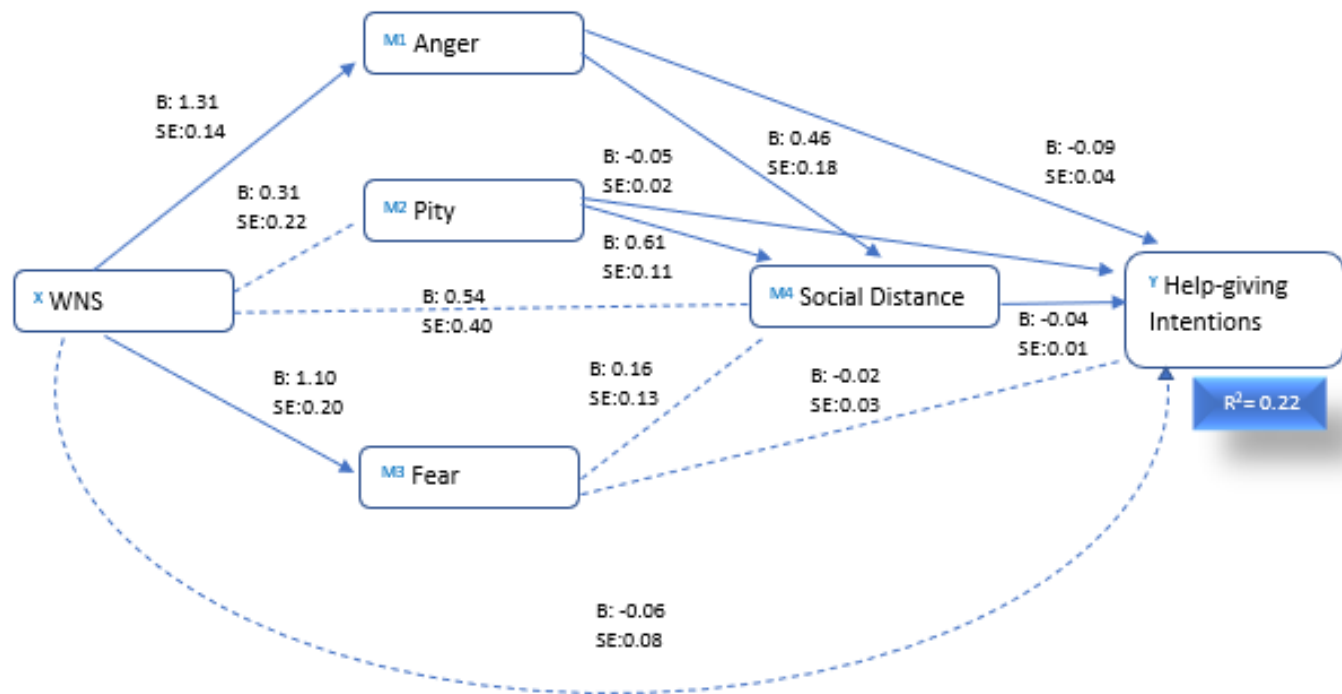 M1 Anger
B: 1.31
SE:0.14
B: 0.46
SE:0.18
B: -0.09
SE:0.04
B: -0.05
SE:0.02
B: 0.31
SE:0.22
M2 Pity
B: 0.61
SE:0.11
X WNS
B: 0.54
SE:0.40
M4 Social Distance
Y Help-giving
Intentions
B: -0.04
SE:0.01
B: 1.10
SE:0.20
B: 0.16
SE:0.13
B: -0.02
SE:0.03
R²= 0.22
M3 Fear
B: -0.06
SE:0.08